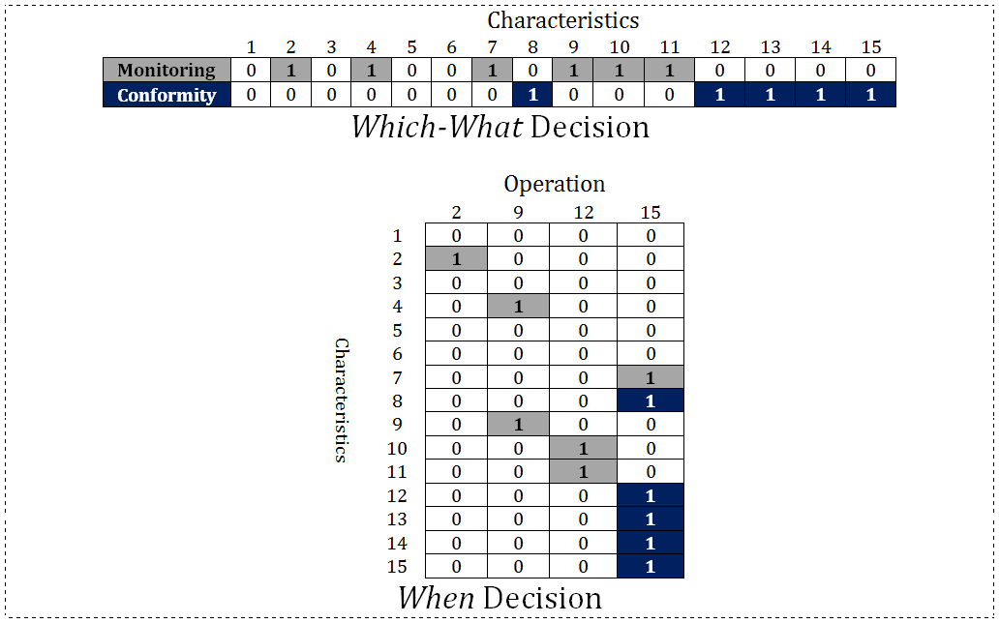 Characteristics
1 2 3 4 5 6 7 8 9 10 11 12 13 14 15
Monitoring 0 1 0 1 0 0 1 0 1 1 1 0 0 0 0
Conformity 0 0 0 0 0 0 0 1 0 0 0 1 1 1 1
Which-What Decision
Operation
2 9 12 15
1 0 0 0 0
2 1 0 0 0
3 0 0 0 0
4 0 1 0 0
5 0 0 0 0
6 0 0 0 0
7 0 0 0 1
8 0 0 0 1
9 0 1 0 0
10 0 0 1 0
11 0 0 1 0
12 0 0 0 1
13 0 0 0 1
14 0 0 0 1
15 0 0 0 1
Characteristics
When Decision